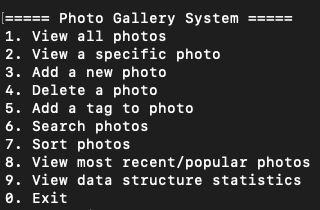 ===== Photo Gallery System =====
1. View all photos
2. View a specific photo
3. Add a new photo
4. Delete a photo
5. Add a tag to photo
6. Search photos
7. Sort photos
8. View most recent/popular photos
9. View data structure statistics
0. Exit